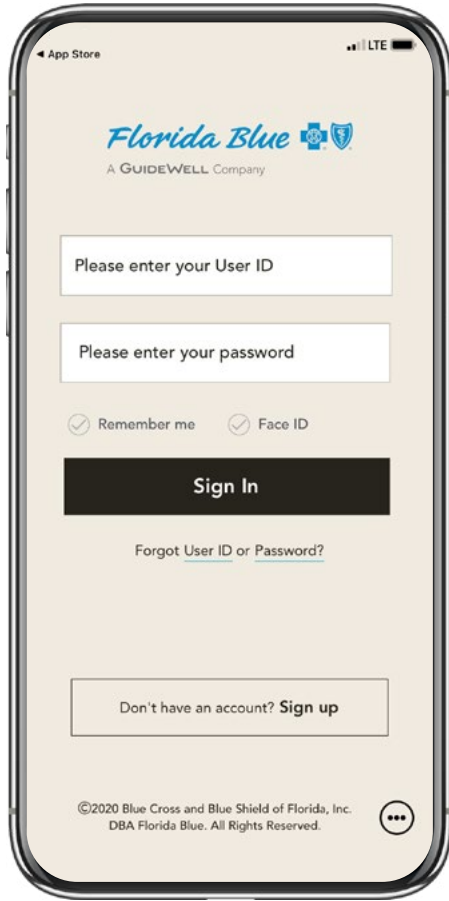 ◀ App Store
LTE
Florida Blue
A GUIDEWELL Company
Please enter your User ID
Please enter your password
Remember me
Face ID
Sign In
Forgot User ID or Password?
Don't have an account? Sign up
©2020 Blue Cross and Blue Shield of Florida, Inc.
DBA Florida Blue. All Rights Reserved.